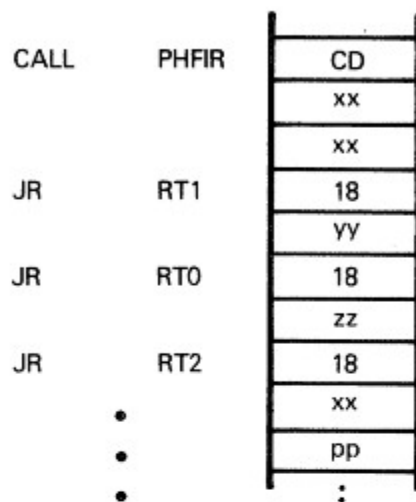 CALL PHFIR CD
xx
xx
JR RT1 18
yy
JR RT0 18
zz
JR RT2 18
xx
pp